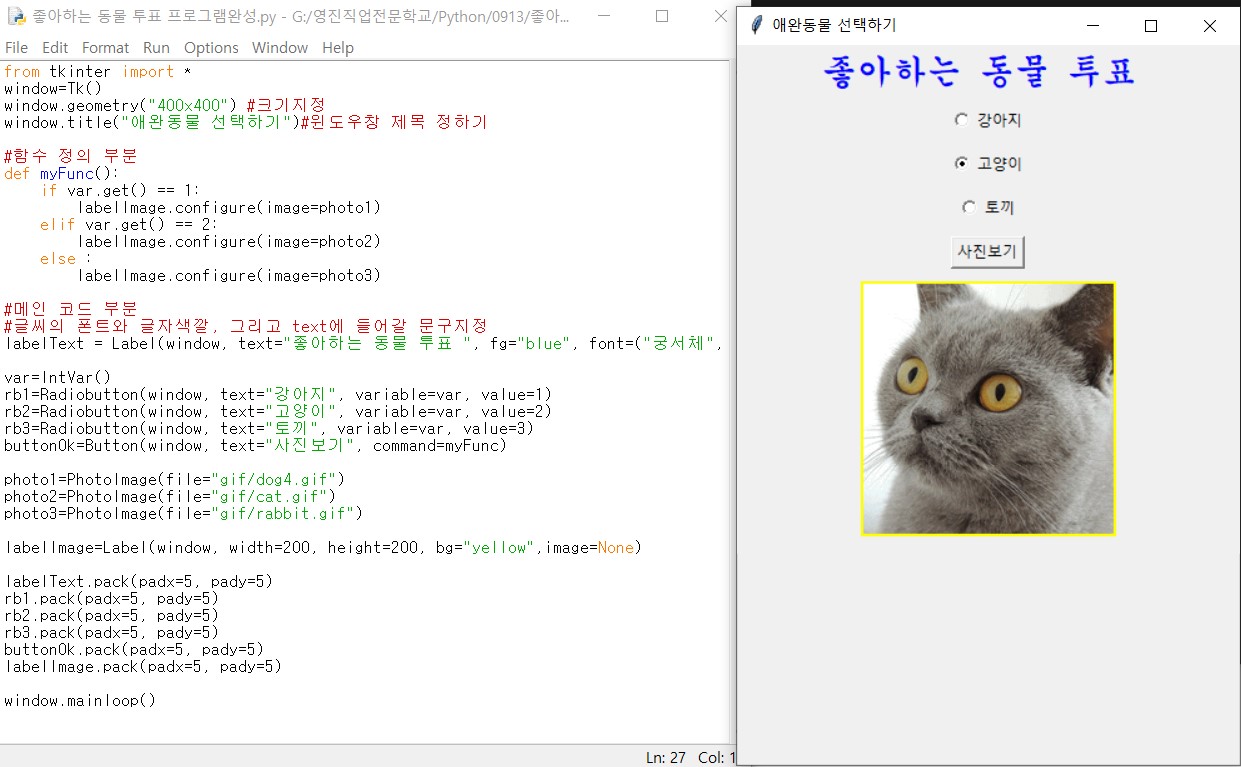 좋아하는 동물 투표 프로그램완성.py - G:/영진직업전문학교/Python/0913/좋아...
File Edit Format Run Options Window Help
from tkinter import *
window=Tk()
window.geometry("400x400") #크기지정
window.title("애완동물 선택하기")#윈도우창 제목 정하기
#함수 정의 부분
def myFunc():
    if var.get() == 1:
        labelImage.configure(image=photo1)
    elif var.get() == 2:
        labelImage.configure(image=photo2)
    else :
        labelImage.configure(image=photo3)
#메인 코드 부분
#글씨의 폰트와 글자색깔, 그리고 text에 들어갈 문구지정
labelText = Label(window, text="좋아하는 동물 투표 ", fg="blue", font=("궁서체",
var=IntVar()
rb1=Radiobutton(window, text="강아지", variable=var, value=1)
rb2=Radiobutton(window, text="고양이", variable=var, value=2)
rb3=Radiobutton(window, text="토끼", variable=var, value=3)
buttonOk=Button(window, text="사진보기", command=myFunc)
photo1=PhotoImage(file="gif/dog4.gif")
photo2=PhotoImage(file="gif/cat.gif")
photo3=PhotoImage(file="gif/rabbit.gif")
labelImage=Label(window, width=200, height=200, bg="yellow",image=None)
labelText.pack(padx=5, pady=5)
rb1.pack(padx=5, pady=5)
rb2.pack(padx=5, pady=5)
rb3.pack(padx=5, pady=5)
buttonOk.pack(padx=5, pady=5)
labelImage.pack(padx=5, pady=5)
window.mainloop()
Ln: 27 Col: 1
애완동물 선택하기
좋아하는 동물 투표
강아지
고양이
토끼
사진보기